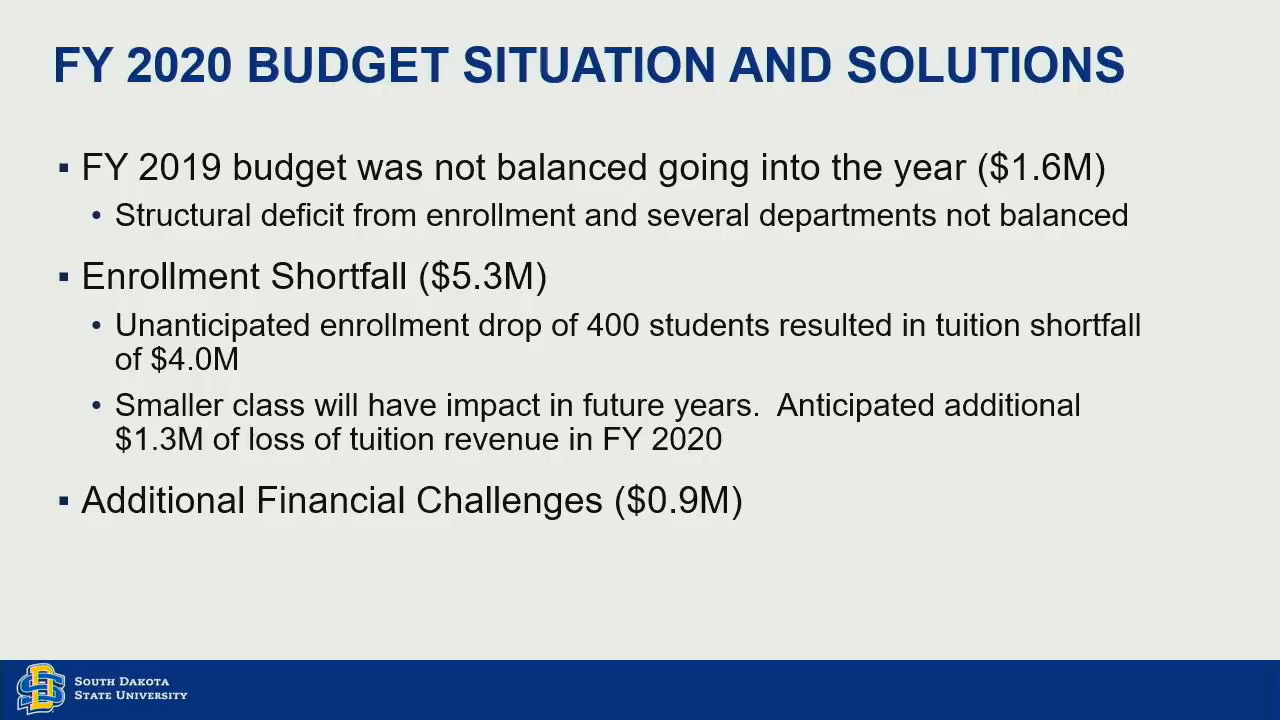 FY 2020 BUDGET SITUATION AND SOLUTIONS
▪ FY 2019 budget was not balanced going into the year ($1.6M)
• Structural deficit from enrollment and several departments not balanced
▪ Enrollment Shortfall ($5.3M)
• Unanticipated enrollment drop of 400 students resulted in tuition shortfall
of $4.0M
• Smaller class will have impact in future years.  Anticipated additional
$1.3M of loss of tuition revenue in FY 2020
▪ Additional Financial Challenges ($0.9M)
SOUTH DAKOTA
STATE UNIVERSITY